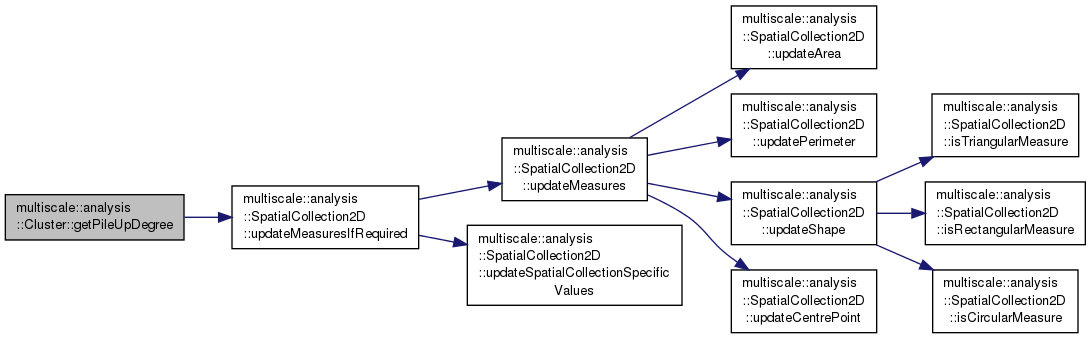 multiscale::analysis
::Cluster::getPileUpDegree
multiscale::analysis
::SpatialCollection2D
::updateMeasuresIfRequired
multiscale::analysis
::SpatialCollection2D
::updateMeasures
multiscale::analysis
::SpatialCollection2D
::updateSpatialCollectionSpecific
Values
multiscale::analysis
::SpatialCollection2D
::updateArea
multiscale::analysis
::SpatialCollection2D
::updatePerimeter
multiscale::analysis
::SpatialCollection2D
::updateShape
multiscale::analysis
::SpatialCollection2D
::updateCentrePoint
multiscale::analysis
::SpatialCollection2D
::isTriangularMeasure
multiscale::analysis
::SpatialCollection2D
::isRectangularMeasure
multiscale::analysis
::SpatialCollection2D
::isCircularMeasure